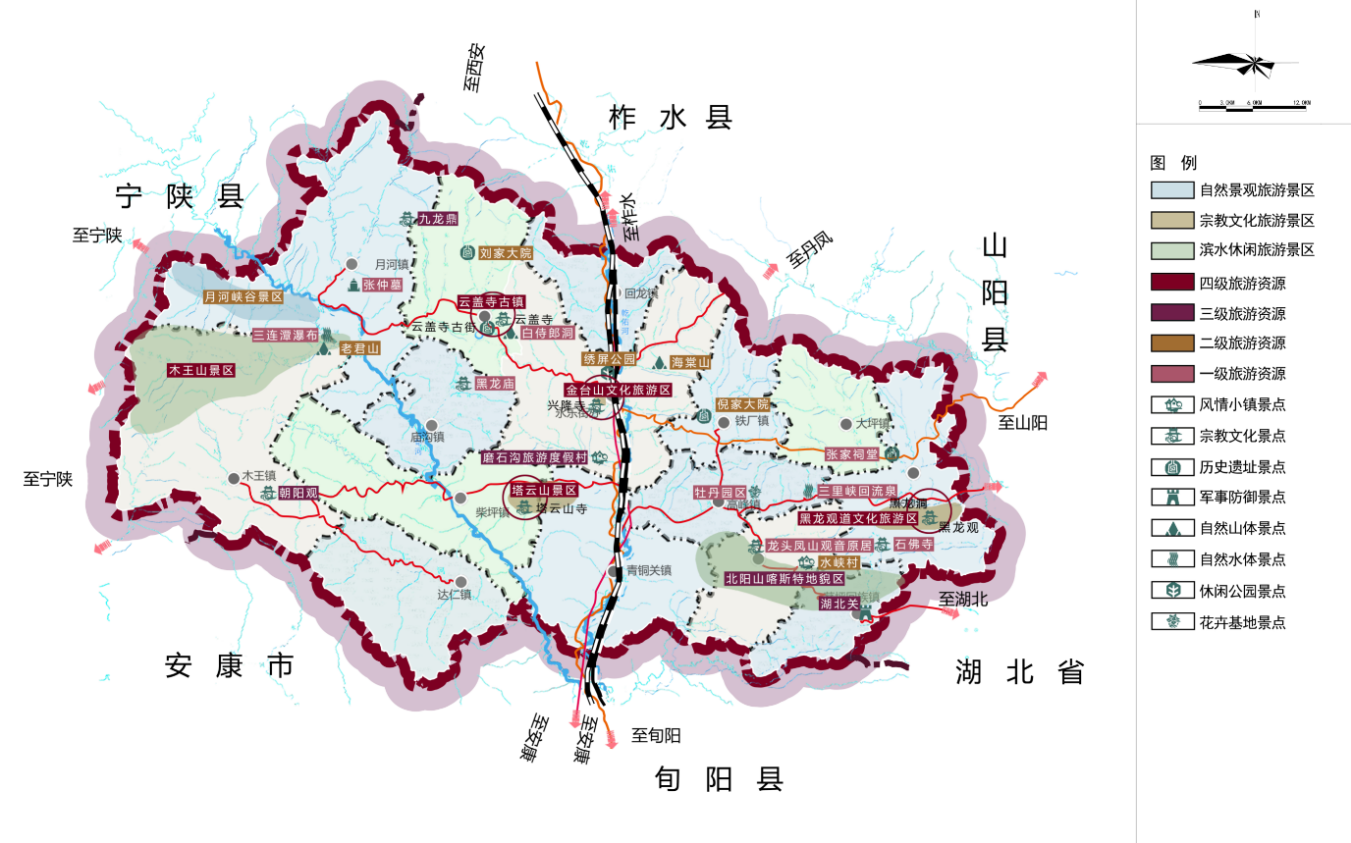 N
0 3.0KM 6.0KM 12.0KM
图 例
自然景观旅游景区
宗教文化旅游景区
滨水休闲旅游景区
四级旅游资源
三级旅游资源
二级旅游资源
一级旅游资源
风情小镇景点
宗教文化景点
历史遗址景点
军事防御景点
自然山体景点
自然水体景点
休闲公园景点
花卉基地景点
至西安
柞水县
宁陕县
至宁陕
至柞水
至丹凤
山阳县
九龙鼎
刘家大院
月河镇
张仲墓
月河峡谷景区
回龙镇
云盖寺古镇
云盖寺
云盖寺古街
白侍郎洞
三连潭瀑布
老君山
木王山景区
绣屏公园
海棠山
黑龙庙
金台山文化旅游区
兴隆寺
倪家大院
铁厂镇
大坪镇
至山阳
庙沟镇
磨石沟旅游度假村
张家祠堂
至宁陕
木王镇
朝阳观
塔云山景区
柴坪镇
塔云山寺
牡丹园区
高峰镇
三里峡回流泉
黑龙洞
黑龙观道文化旅游区
黑龙观
龙头凤山观音原居
石佛寺
水峡村
青铜关镇
北阳山喀斯特地貌区
达仁镇
湖北关
至湖北
安康市
湖北省
至安康
至安康
至旬阳
旬阳县